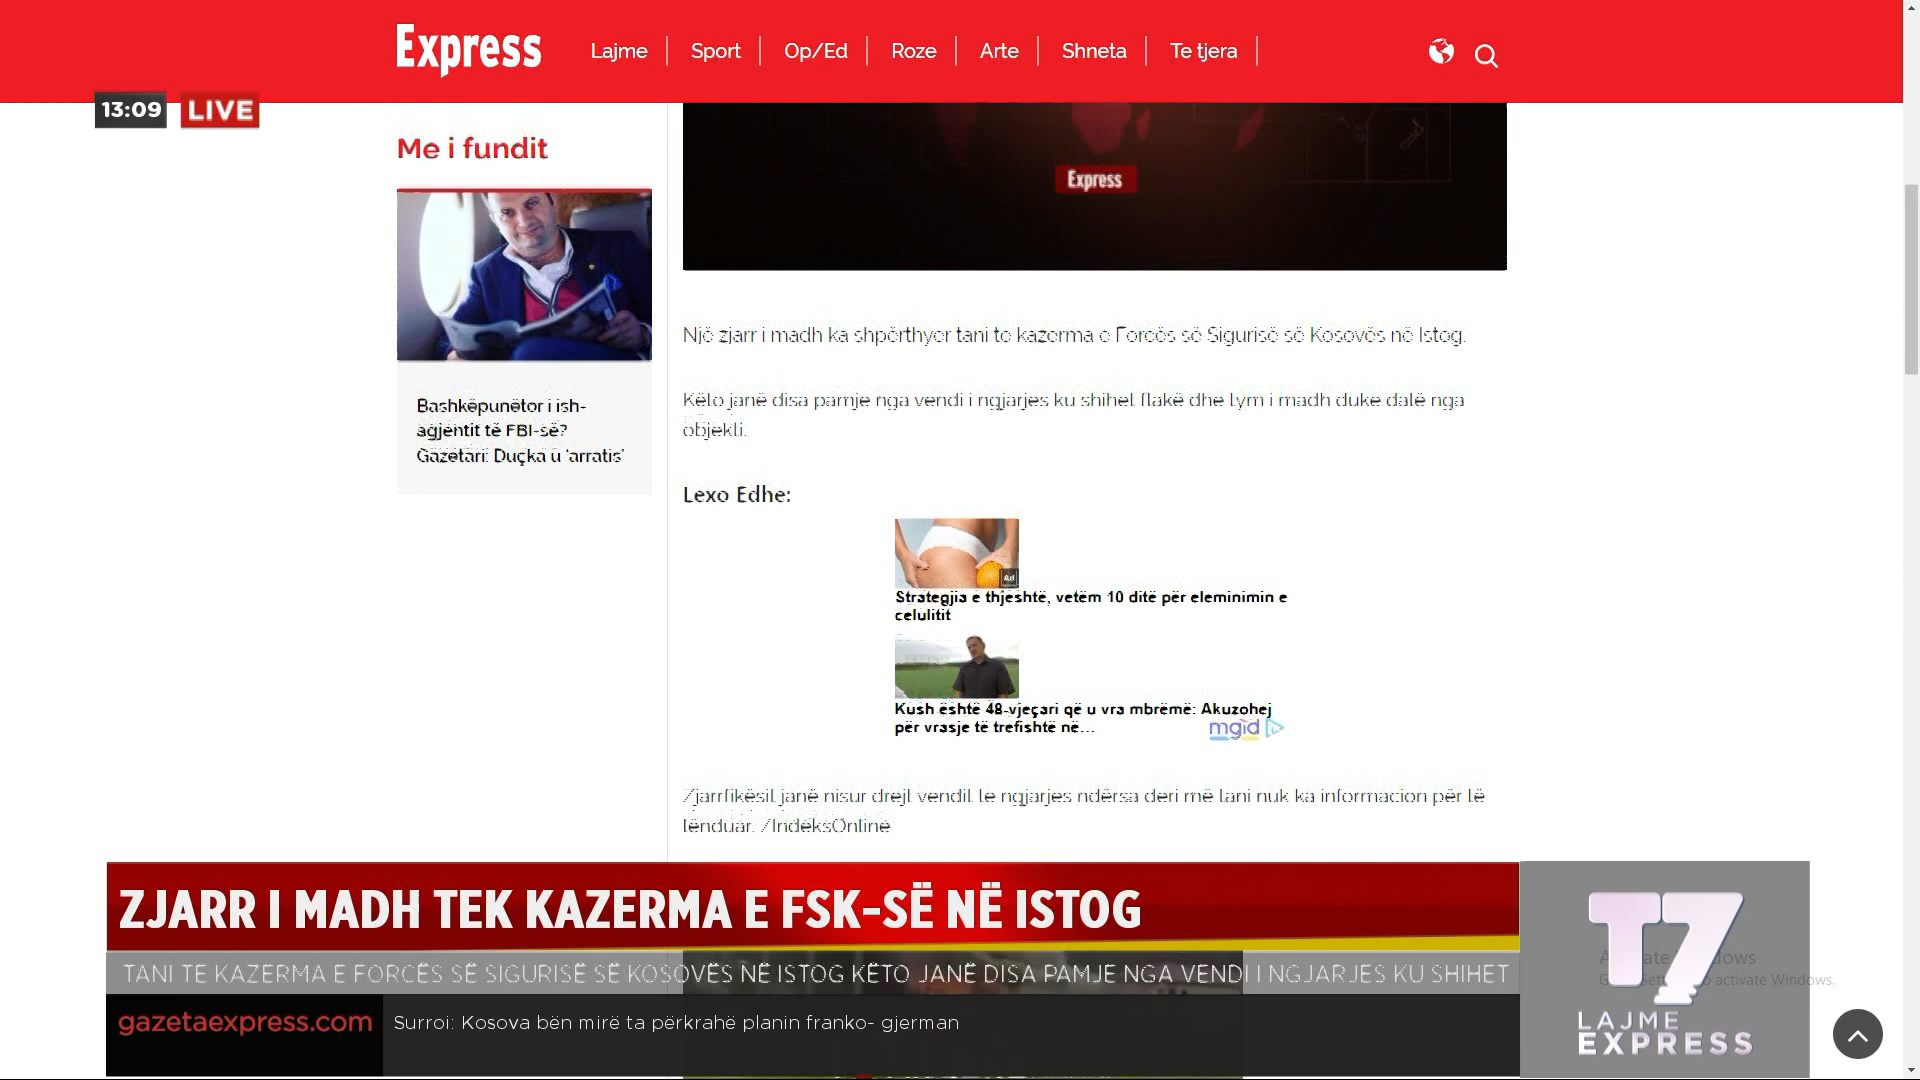 Express
Lajme
Sport
Op/Ed
Roze
Arte
Shneta
Te tjera
13:09
LIVE
Me i fundit
Express
Bashkëpunëtor i ish-
agjentit të FBI-së?
Gazetari: Duçka u 'arratis'
Një zjarr i madh ka shpërthyer tani te kazerma e Forcës së Sigurisë së Kosovës në Istog.
Këto janë disa pamje nga vendi i ngjarjes ku shihet flakë dhe tym i madh duke dalë nga
objekti.
Lexo Edhe:
Ad
Strategjia e thjeshtë, vetëm 10 ditë për eleminimin e
celulitit
Kush është 48-vjeçari që u vra mbrëmë: Akuzohej
për vrasje të trefishtë në...
mgid
Zjarrfikësit janë nisur drejt vendit te ngjarjes ndërsa deri më tani nuk ka informacion për të
lënduar. /IndeksOnline
ZJARR I MADH TEK KAZERMA E FSK-SË NË ISTOG
TANI TE KAZERMA E FORCËS SË SIGURISË SË KOSOVËS NË ISTOG KËTO JANË DISA PAMJE NGA VENDI I NGJARJES KU SHIHET
gazetaexpress.com
Surroi: Kosova bën mirë ta përkrahë planin franko- gjerman
T7
LAJME
EXPRESS
activate Windows.